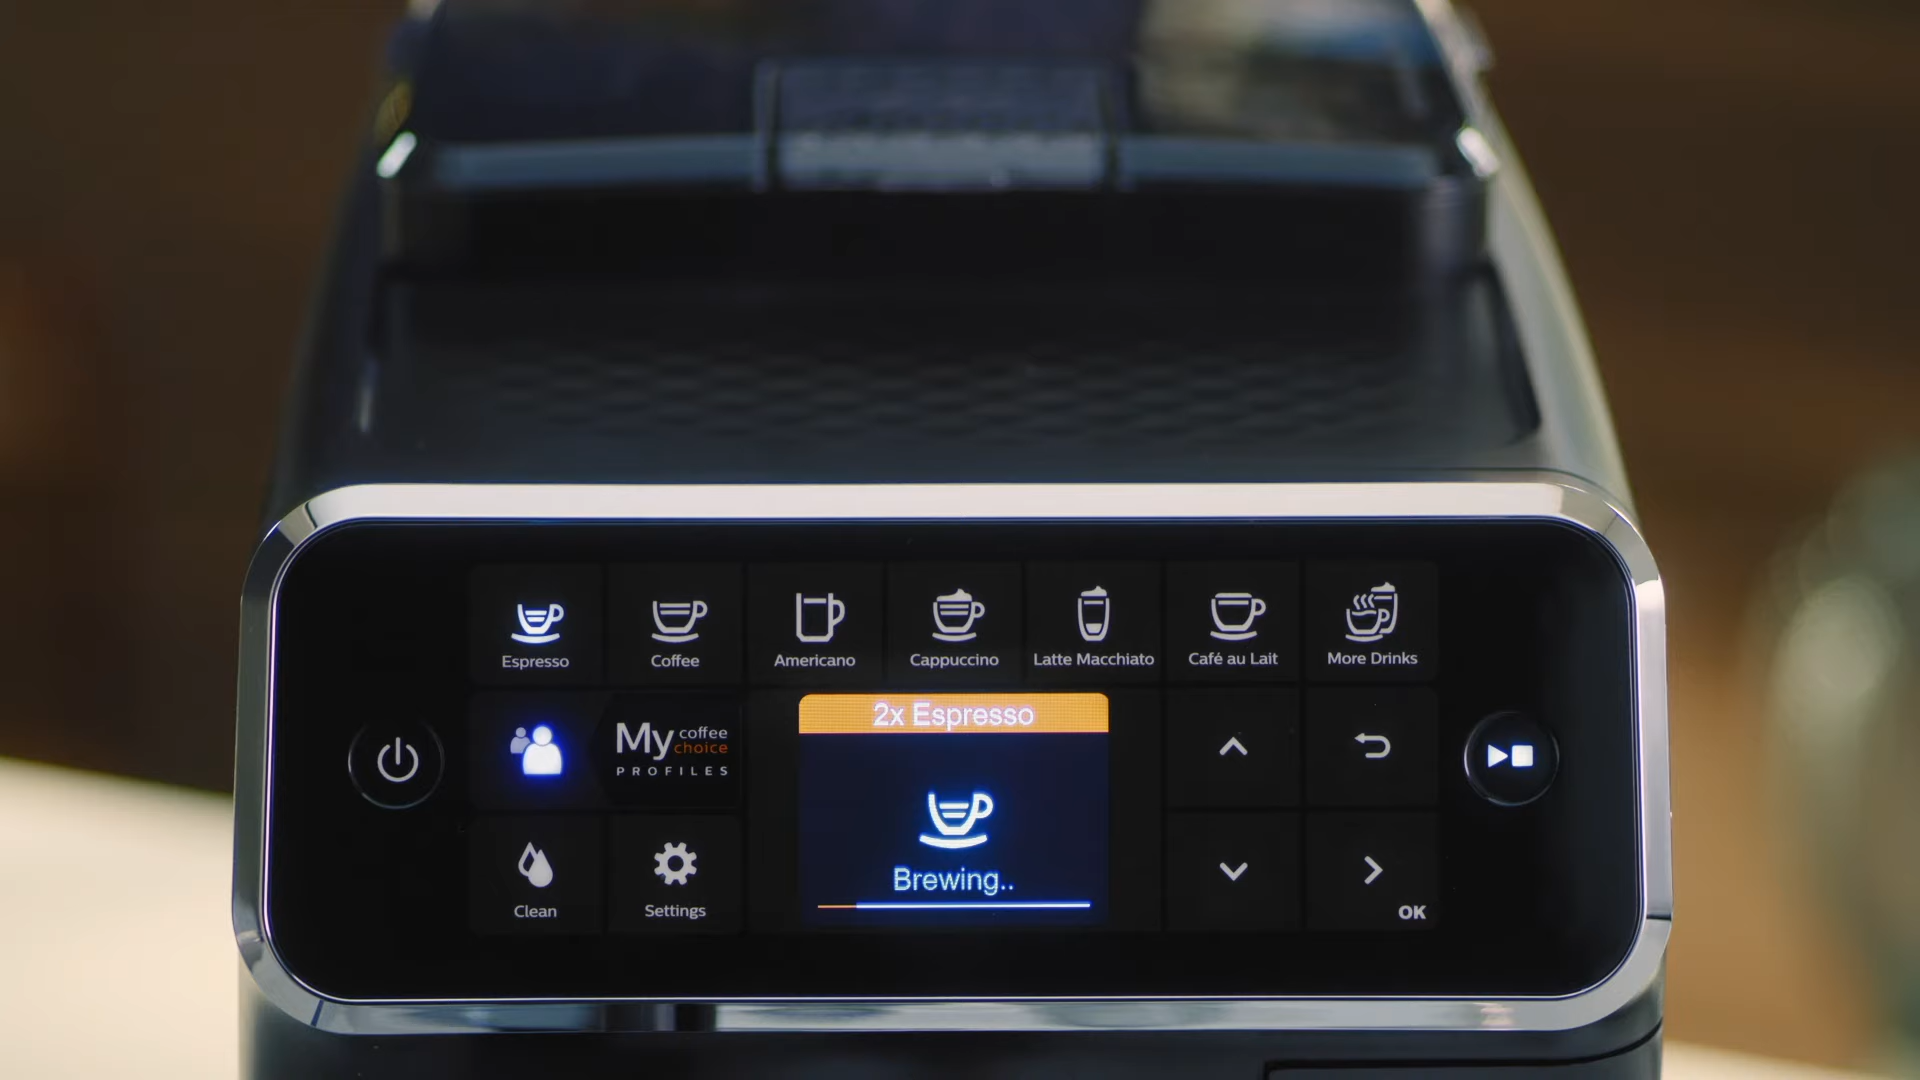 Espresso
Coffee
Americano
Cappuccino
Latte Macchiato
Café au Lait
More Drinks
My coffee choice
PROFILES
2x Espresso
Brewing..
Clean
Settings
OK